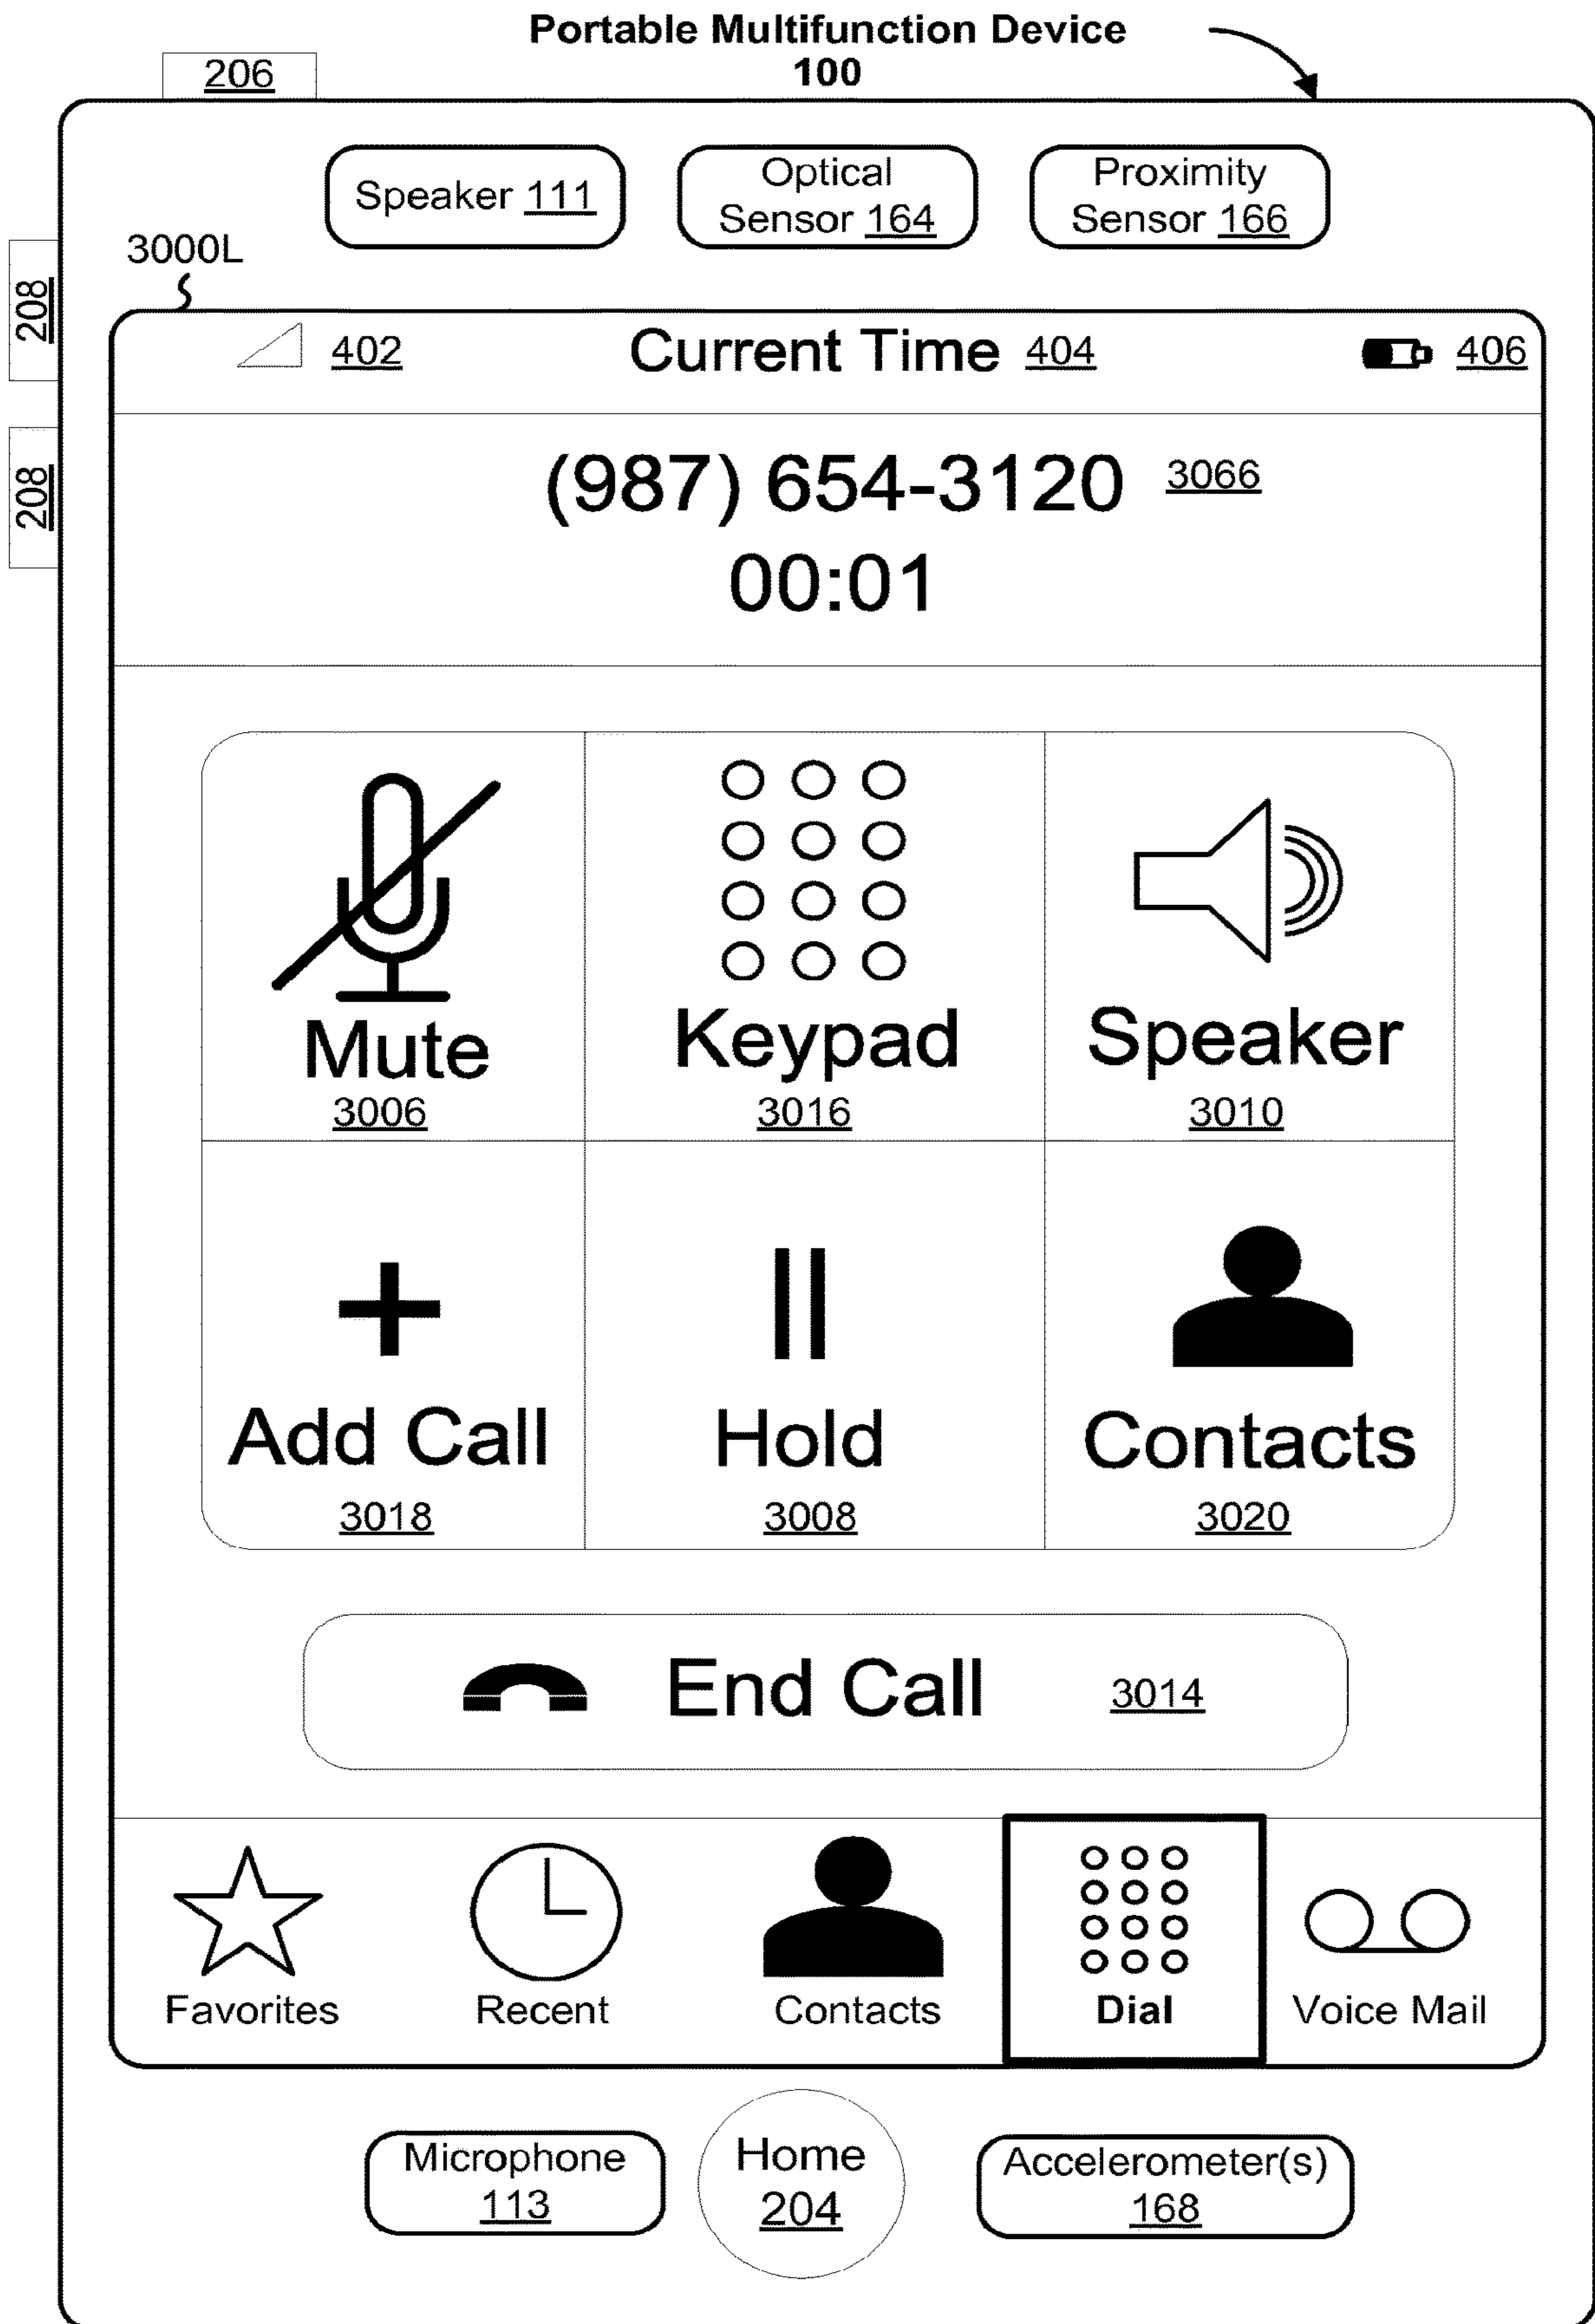 Portable Multifunction Device
100
206
Speaker 111
Optical
Sensor 164
Proximity
Sensor 166
3000L
208
208
402
Current Time 404
406
(987) 654-3120 3066
00:01
Mute
3006
Keypad
3016
Speaker
3010
Add Call
3018
Hold
3008
Contacts
3020
End Call 3014
Favorites
Recent
Contacts
Dial
Voice Mail
Microphone
113
Home
204
Accelerometer(s)
168